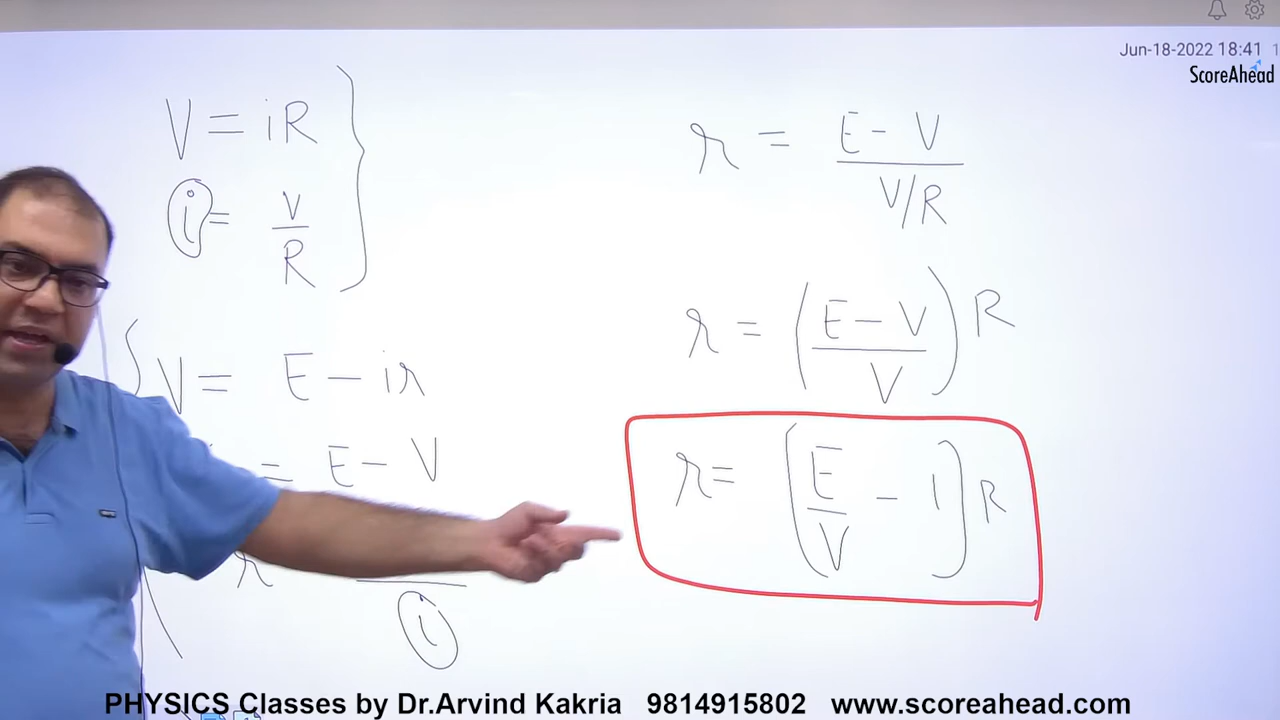 Jun-18-2022 18:41 1
ScoreAhead
V = iR
i = V/R
V = E - ir
= E - V
r
i
r = E - V / V/R
r = (E - V / V) R
r = (E/V - 1) R
PHYSICS Classes by Dr.Arvind Kakria 9814915802 www.scoreahead.com